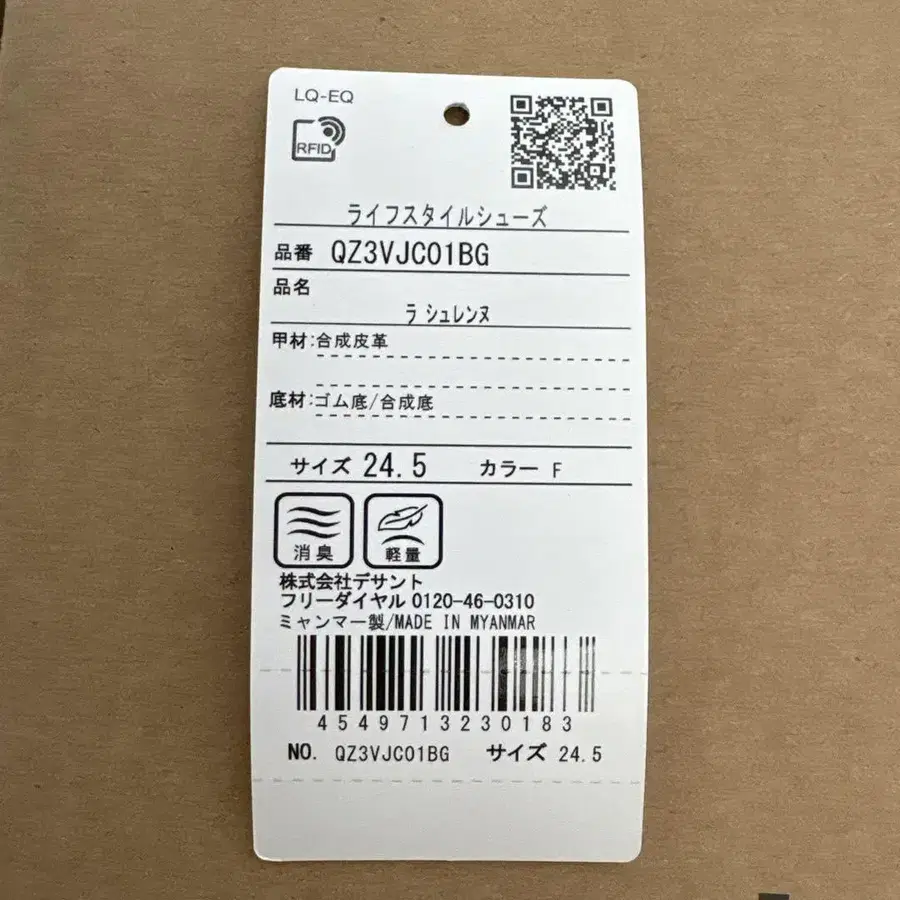 LQ-EQ
RFID
ライフスタイルシューズ
品番 QZ3VJC01BG
品名
ラ シュレンヌ
甲材:合成皮革
底材:ゴム底/合成底
サイズ 24.5 カラー F
消臭 軽量
株式会社デサント
フリーダイヤル 0120-46-0310
ミャンマー製/MADE IN MYANMAR
4549713230183
NO. QZ3VJC01BG サイズ 24.5